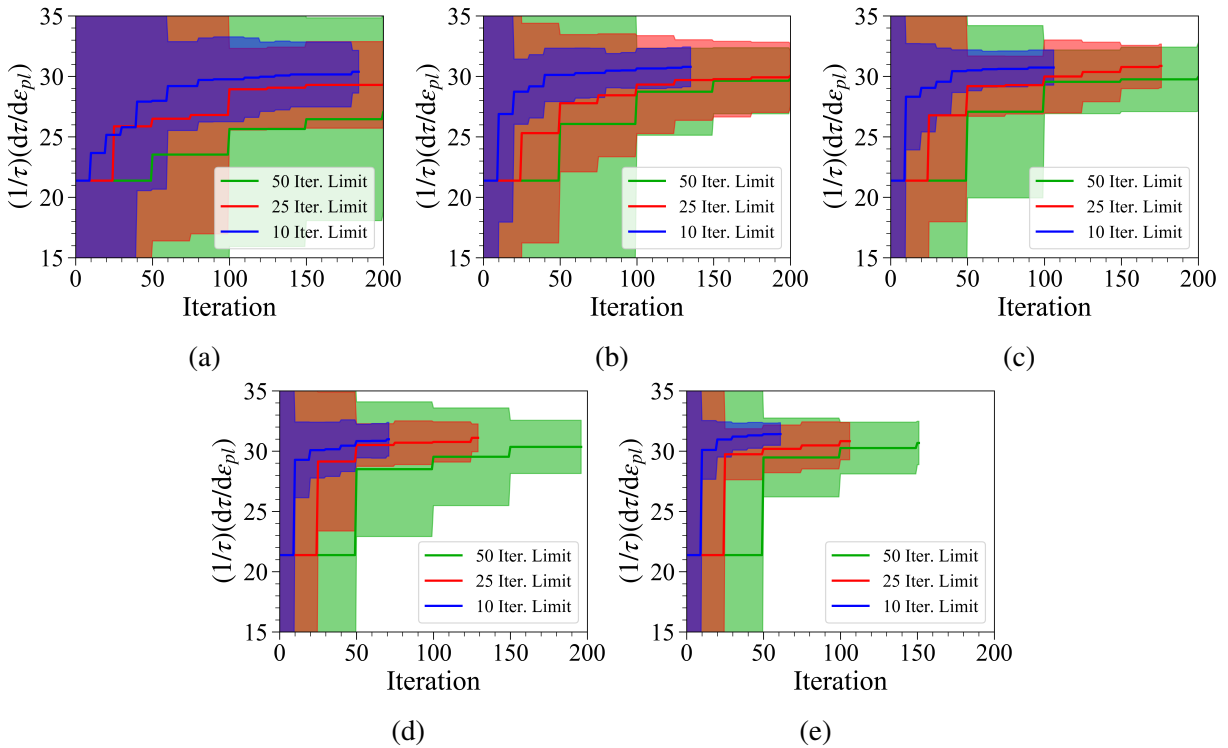 35
30
25
20
15
(1/τ)(dτ/dε_pl)
0 50 100 150 200
Iteration
50 Iter. Limit
25 Iter. Limit
10 Iter. Limit
(a)
35
30
25
20
15
(1/τ)(dτ/dε_pl)
0 50 100 150 200
Iteration
50 Iter. Limit
25 Iter. Limit
10 Iter. Limit
(b)
35
30
25
20
15
(1/τ)(dτ/dε_pl)
0 50 100 150 200
Iteration
50 Iter. Limit
25 Iter. Limit
10 Iter. Limit
(c)
35
30
25
20
15
(1/τ)(dτ/dε_pl)
0 50 100 150 200
Iteration
50 Iter. Limit
25 Iter. Limit
10 Iter. Limit
(d)
35
30
25
20
15
(1/τ)(dτ/dε_pl)
0 50 100 150 200
Iteration
50 Iter. Limit
25 Iter. Limit
10 Iter. Limit
(e)